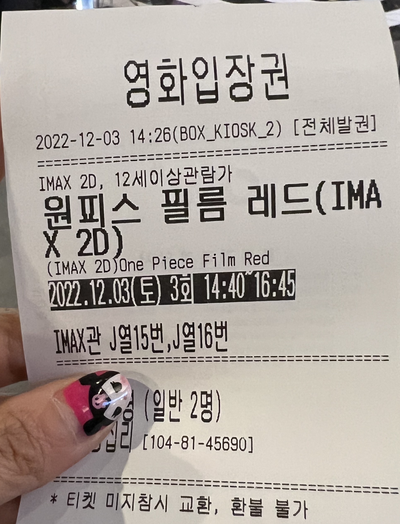 영화입장권
2022-12-03 14:26(BOX_KIOSK_2) [전체발권]
IMAX 2D, 12세이상관람가
원피스 필름 레드(IMA
X 2D)
(IMAX 2D)One Piece Film Red
2022.12.03(토) 3회 14:40~16:45
IMAX관 J열15번,J열16번
(일반 2명)
[104-81-45690]
* 티켓 미지참시 교환, 환불 불가